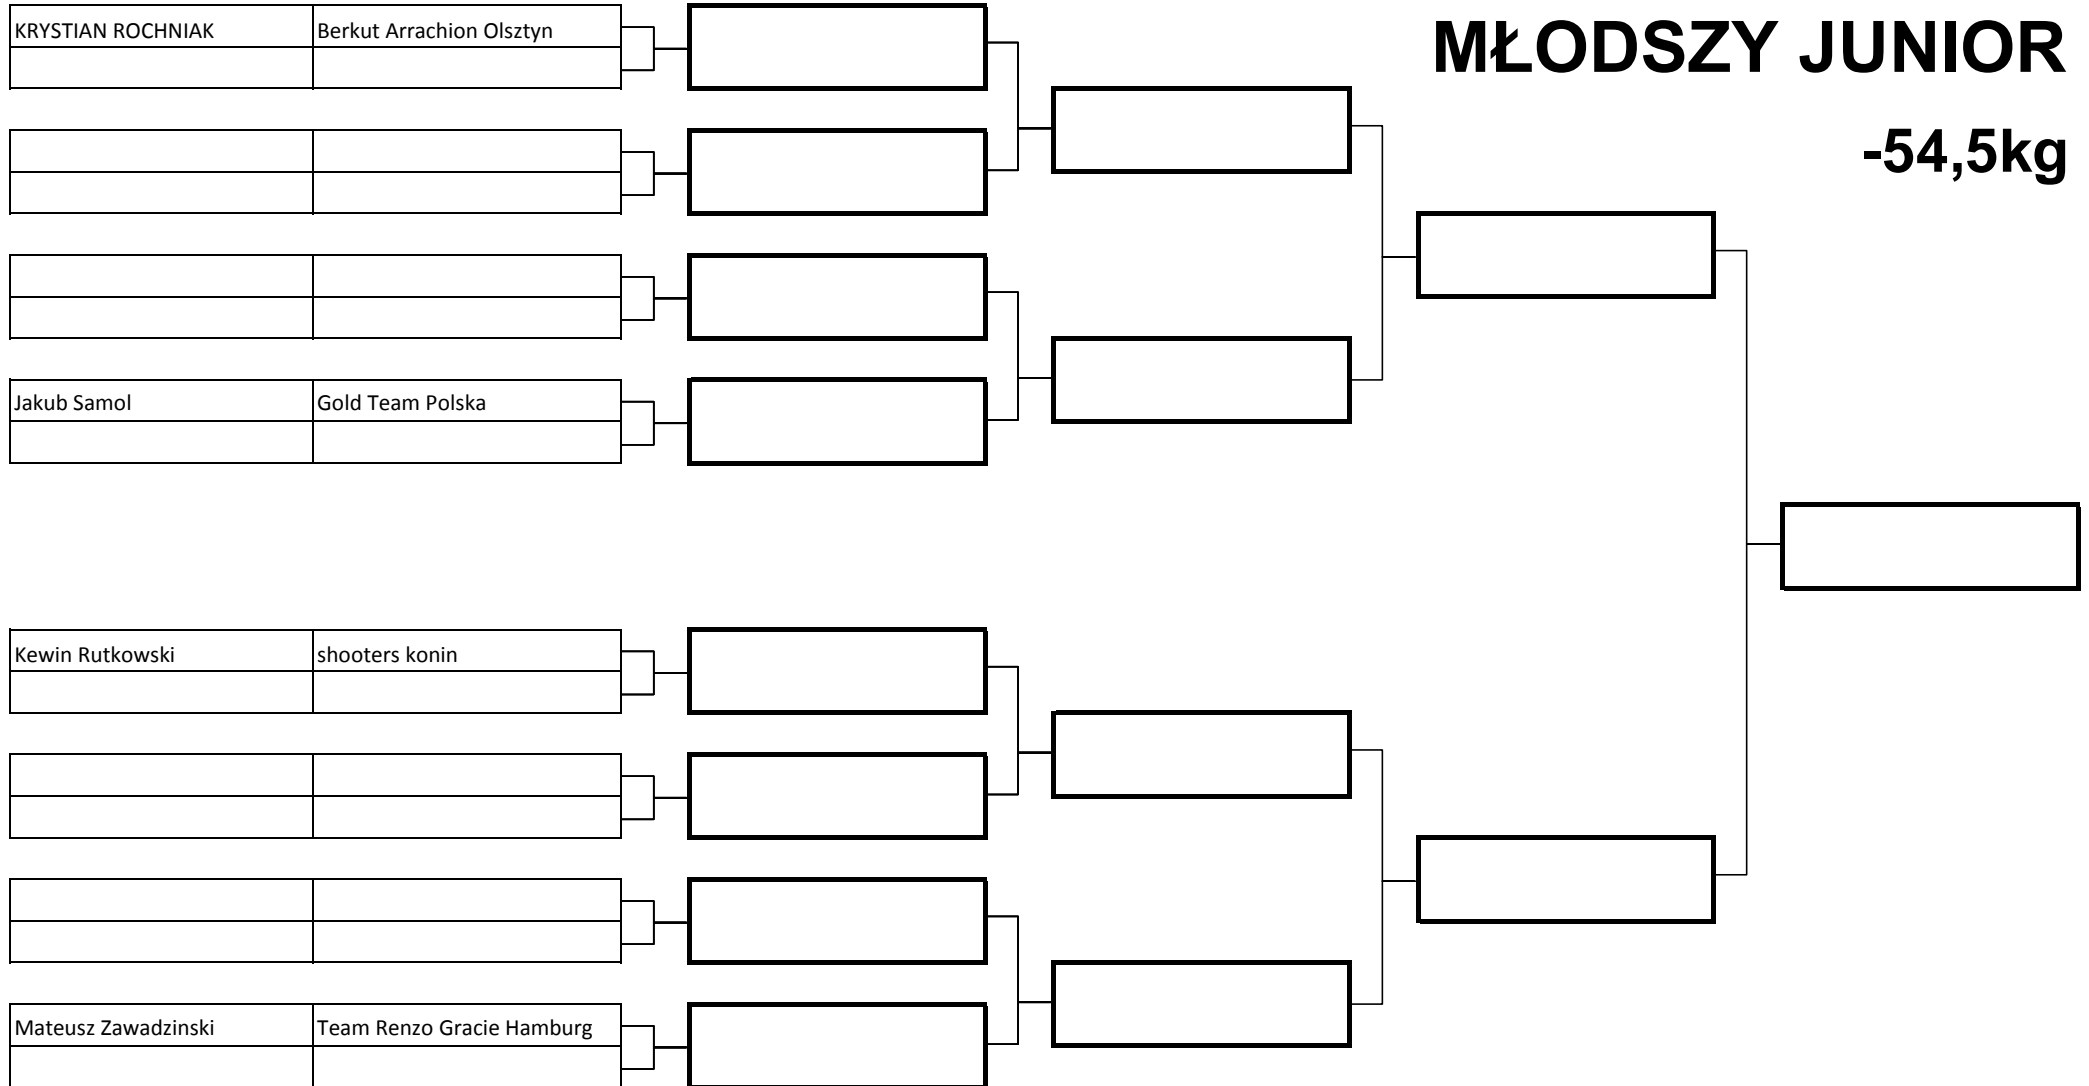 MŁODSZY JUNIOR
-54,5kg
KRYSTIAN ROCHNIAK Berkut Arrachion Olsztyn
Jakub Samol Gold Team Polska
Kewin Rutkowski shooters konin
Mateusz Zawadzinski Team Renzo Gracie Hamburg